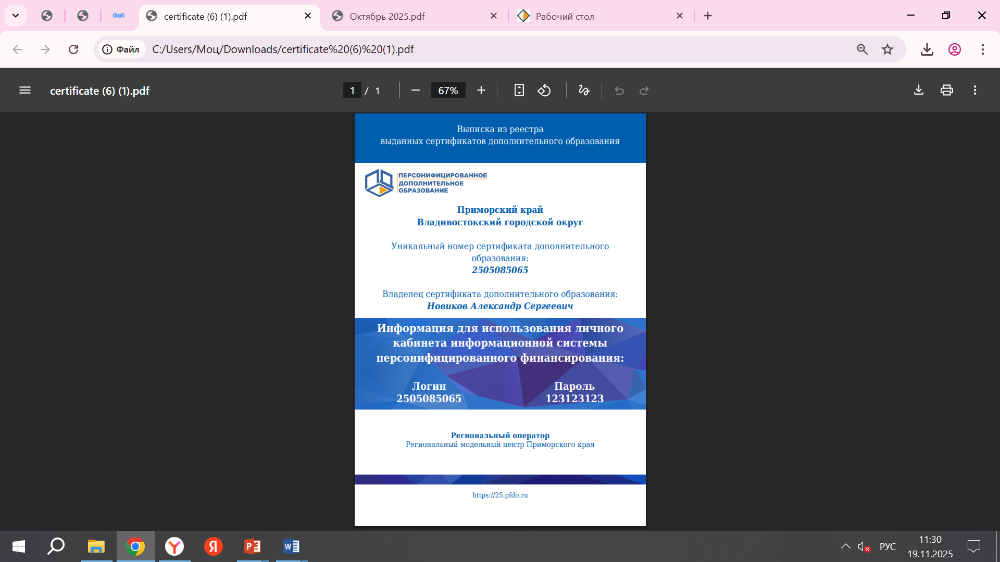 certificate (6) (1).pdf
Октябрь 2025.pdf
Рабочий стол
Файл
C:/Users/Моц/Downloads/certificate%20(6)%20(1).pdf
certificate (6) (1).pdf
1 / 1
67%
Выписка из реестра
выданных сертификатов дополнительного образования
ПЕРСОНИФИЦИРОВАННОЕ
ДОПОЛНИТЕЛЬНОЕ
ОБРАЗОВАНИЕ
Приморский край
Владивостокский городской округ
Уникальный номер сертификата дополнительного
образования:
2505085065
Владелец сертификата дополнительного образования:
Новиков Александр Сергеевич
Информация для использования личного
кабинета информационной системы
персонифицированного финансирования:
Логин Пароль
2505085065 123123123
Региональный оператор
Региональный модельный центр Приморского края
https://25.pfdo.ru
РУС
11:30
19.11.2025